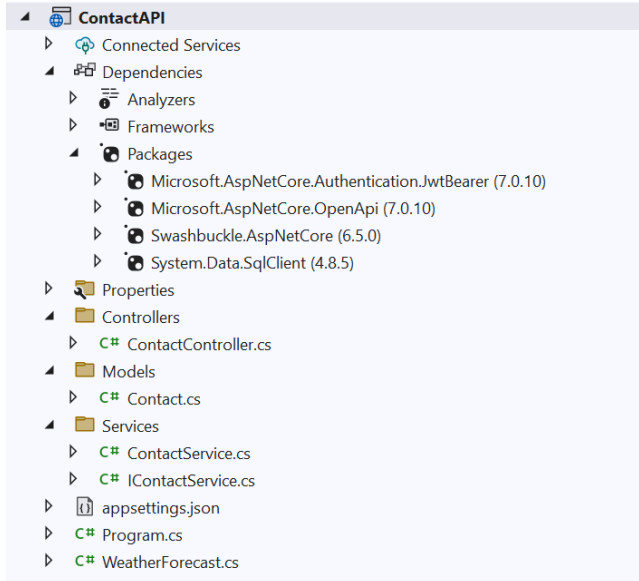 ContactAPI
Connected Services
Dependencies
Analyzers
Frameworks
Packages
Microsoft.AspNetCore.Authentication.JwtBearer (7.0.10)
Microsoft.AspNetCore.OpenApi (7.0.10)
Swashbuckle.AspNetCore (6.5.0)
System.Data.SqlClient (4.8.5)
Properties
Controllers
C# ContactController.cs
Models
C# Contact.cs
Services
C# ContactService.cs
C# IContactService.cs
appsettings.json
C# Program.cs
C# WeatherForecast.cs